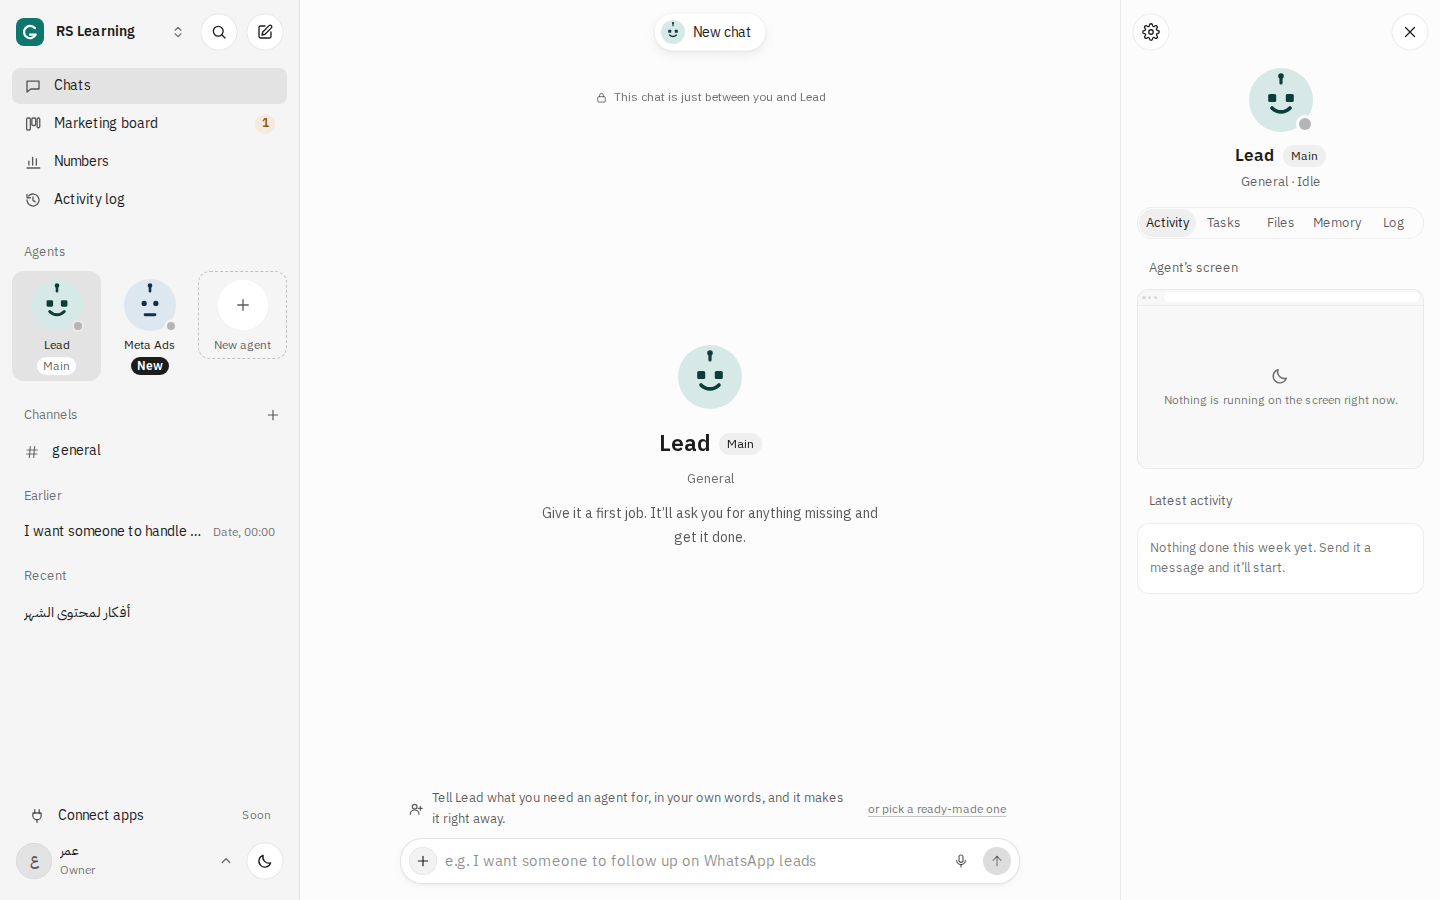 RS Learning
Chats
Marketing board
1
Numbers
Activity log
Agents
Lead
Main
Meta Ads
New
New agent
Channels
general
Earlier
I want someone to handle ...
Date, 00:00
Recent
أفكار لمحتوى الشهر
Connect apps
Soon
ع
عمر
Owner
New chat
This chat is just between you and Lead
Lead
Main
General
Give it a first job. It'll ask you for anything missing and
get it done.
Tell Lead what you need an agent for, in your own words, and it makes
it right away.
or pick a ready-made one
e.g. I want someone to follow up on WhatsApp leads
Lead
Main
General · Idle
Activity
Tasks
Files
Memory
Log
Agent's screen
Nothing is running on the screen right now.
Latest activity
Nothing done this week yet. Send it a
message and it'll start.